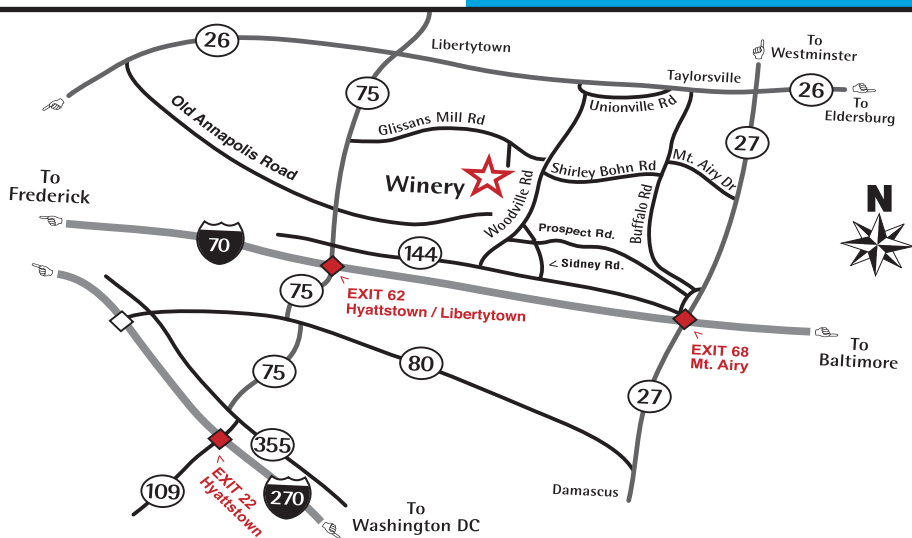 26
Libertytown
To
Westminster
Taylorsville
26
To
Eldersburg
75
Unionville Rd
Glissans Mill Rd
27
Old Annapolis Road
Shirley Bohn Rd
Mt. Airy Dr
To
Frederick
Winery
Woodville Rd
Buffalo Rd
N
Prospect Rd.
70
144
< Sidney Rd.
75
< EXIT 62
Hyattstown / Libertytown
< EXIT 68
Mt. Airy
To
Baltimore
75
80
27
355
< EXIT 22
Hyattstown
109
270
To
Washington DC
Damascus